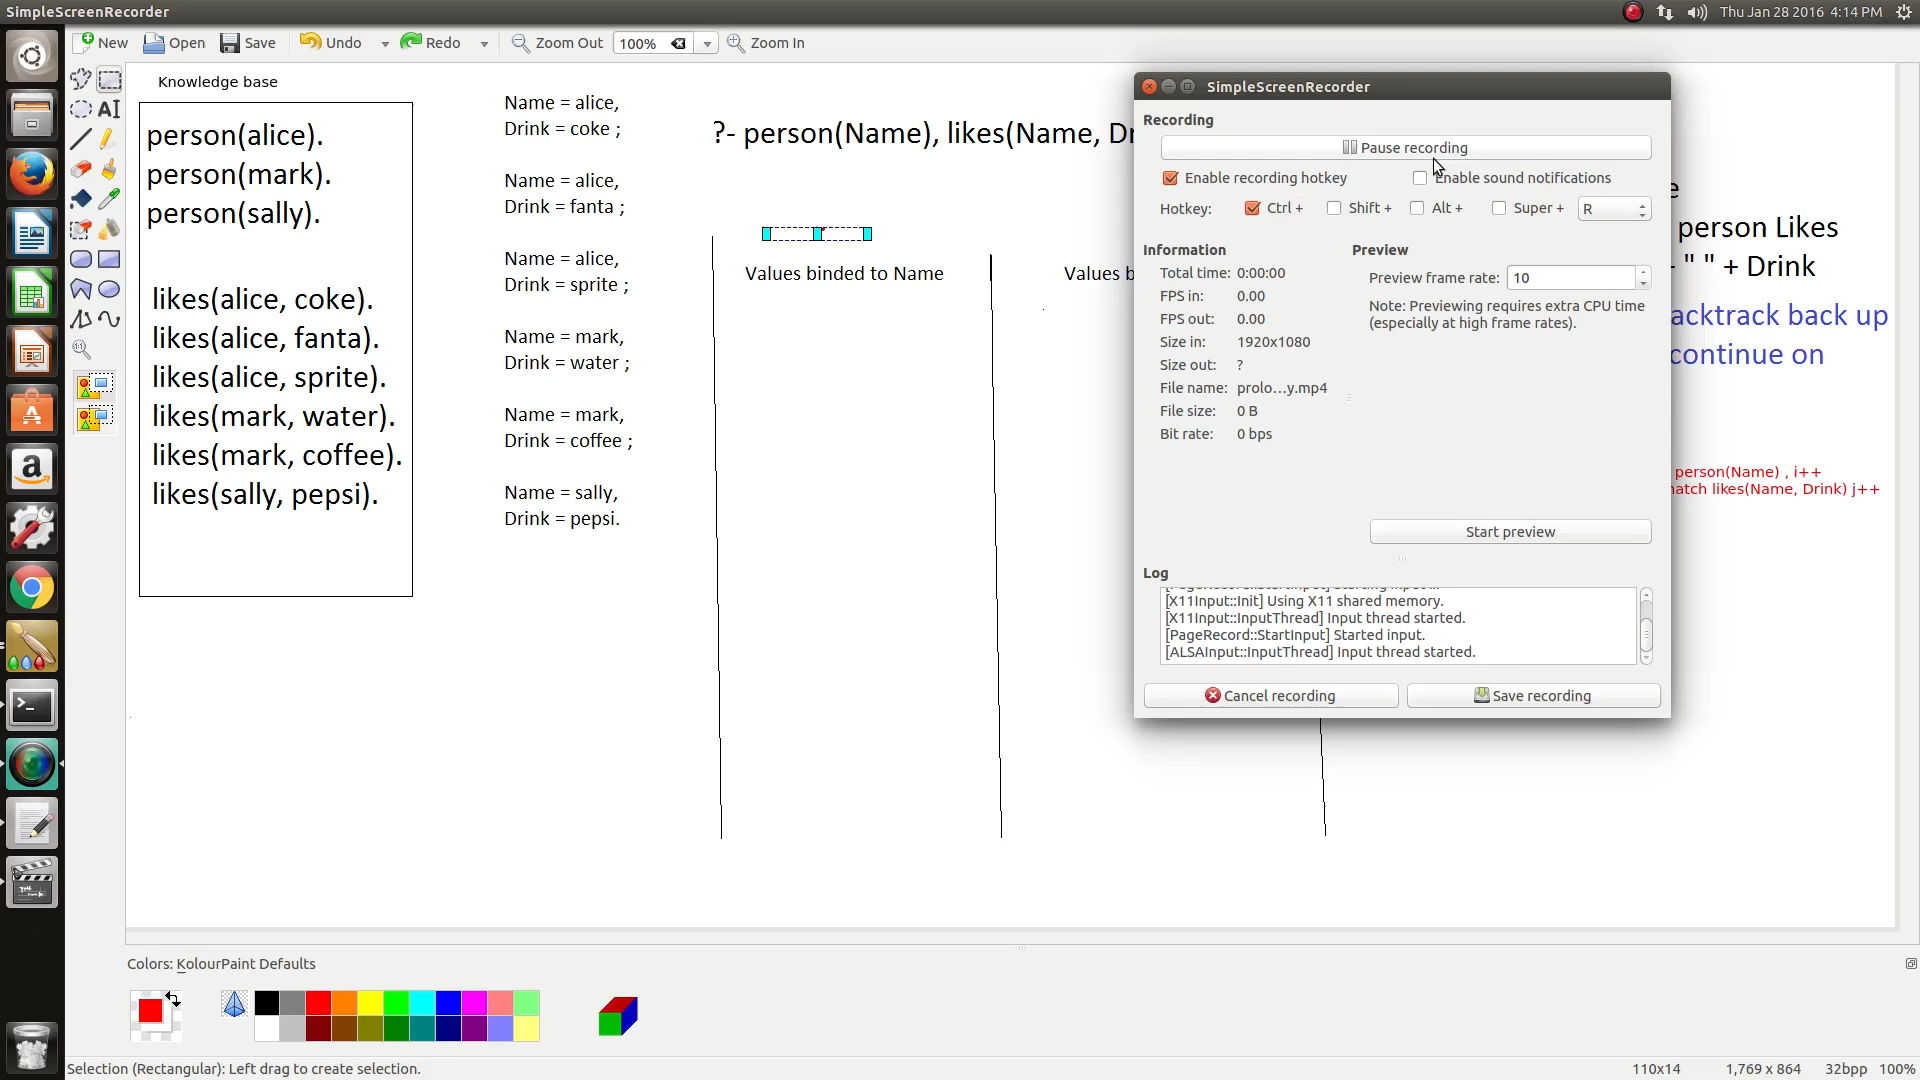 SimpleScreenRecorder
Thu Jan 28 2016 4:14 PM
New Open Save Undo Redo Zoom Out 100% Zoom In
Knowledge base
person(alice).
person(mark).
person(sally).
likes(alice, coke).
likes(alice, fanta).
likes(alice, sprite).
likes(mark, water).
likes(mark, coffee).
likes(sally, pepsi).
Name = alice,
Drink = coke ;
Name = alice,
Drink = fanta ;
Name = alice,
Drink = sprite ;
Name = mark,
Drink = water ;
Name = mark,
Drink = coffee ;
Name = sally,
Drink = pepsi.
?- person(Name), likes(Name, Dr
Values binded to Name
Values b
SimpleScreenRecorder
Recording
Pause recording
Enable recording hotkey Enable sound notifications
Hotkey: Ctrl + Shift + Alt + Super + R
Information
Total time: 0:00:00
FPS in: 0.00
FPS out: 0.00
Size in: 1920x1080
Size out: ?
File name: prolo...y.mp4
File size: 0 B
Bit rate: 0 bps
Preview
Preview frame rate: 10
Note: Previewing requires extra CPU time
(especially at high frame rates).
Start preview
Log
[X11Input::Init] Using X11 shared memory.
[X11Input::InputThread] Input thread started.
[PageRecord::StartInput] Started input.
[ALSAInput::InputThread] Input thread started.
Cancel recording Save recording
e
person Likes
" " + Drink
acktrack back up
continue on
person(Name) , i++
atch likes(Name, Drink) j++
Colors: KolourPaint Defaults
Selection (Rectangular): Left drag to create selection.
110x14 1,769 x 864 32bpp 100%